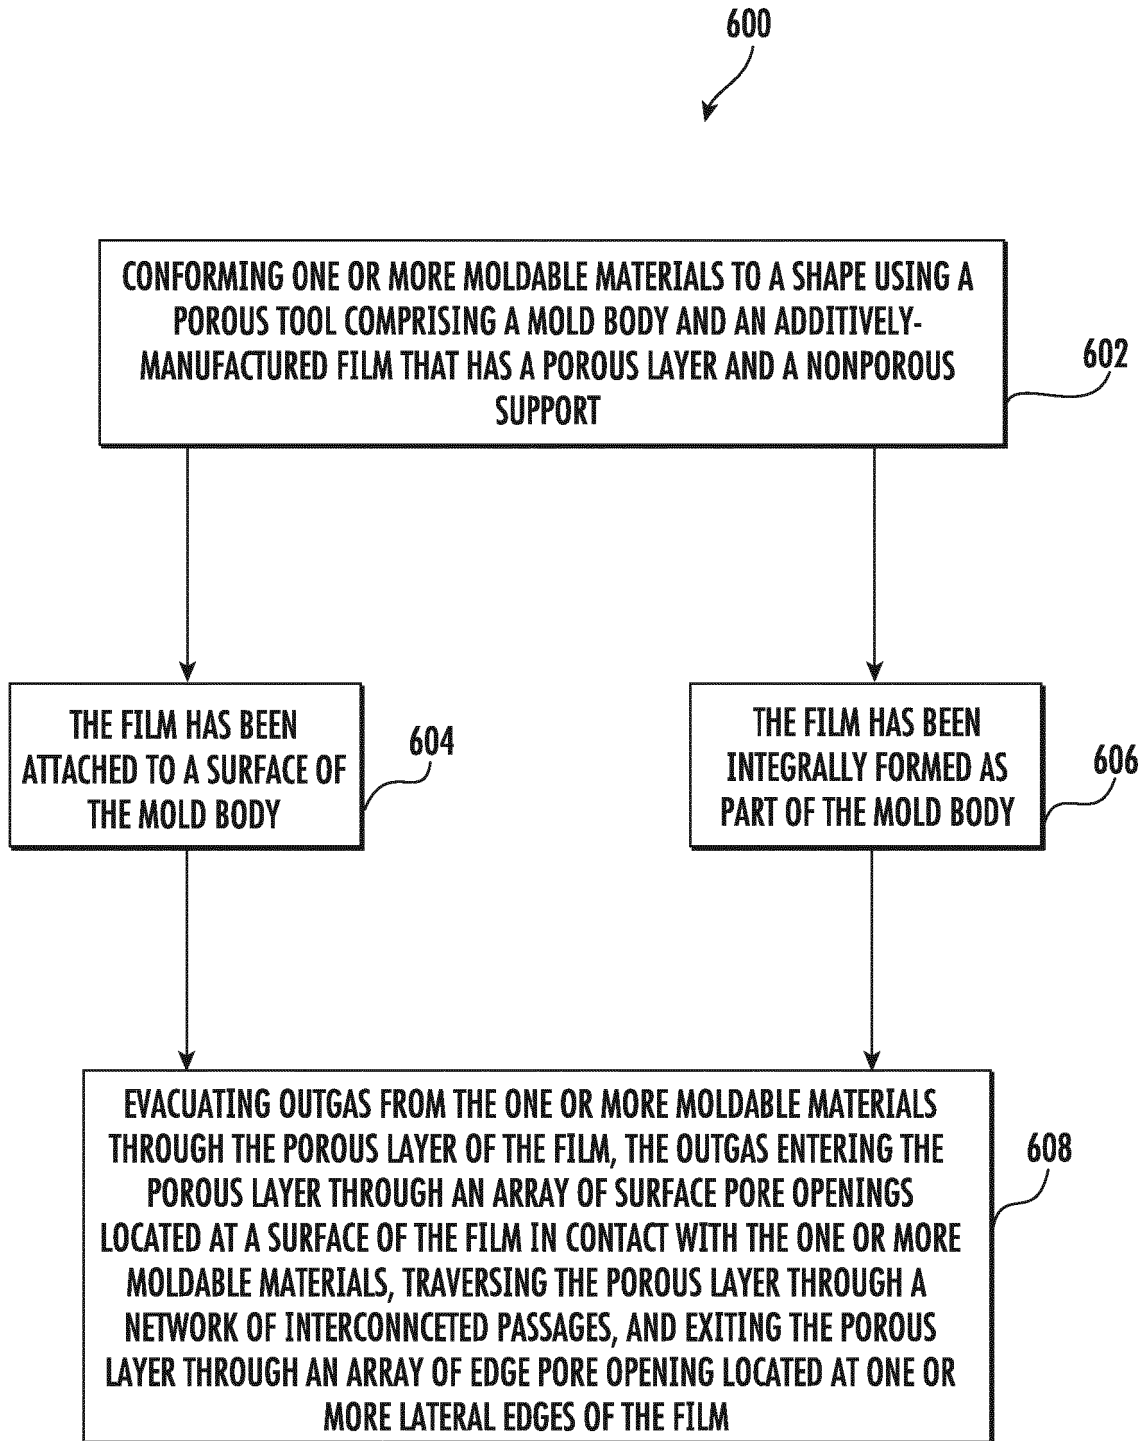 600
CONFORMING ONE OR MORE MOLDABLE MATERIALS TO A SHAPE USING A
POROUS TOOL COMPRISING A MOLD BODY AND AN ADDITIVELY-
MANUFACTURED FILM THAT HAS A POROUS LAYER AND A NONPOROUS
SUPPORT
602
THE FILM HAS BEEN
ATTACHED TO A SURFACE OF
THE MOLD BODY
604
THE FILM HAS BEEN
INTEGRALLY FORMED AS
PART OF THE MOLD BODY
606
EVACUATING OUTGAS FROM THE ONE OR MORE MOLDABLE MATERIALS
THROUGH THE POROUS LAYER OF THE FILM, THE OUTGAS ENTERING THE
POROUS LAYER THROUGH AN ARRAY OF SURFACE PORE OPENINGS
LOCATED AT A SURFACE OF THE FILM IN CONTACT WITH THE ONE OR MORE
MOLDABLE MATERIALS, TRAVERSING THE POROUS LAYER THROUGH A
NETWORK OF INTERCONNCETED PASSAGES, AND EXITING THE POROUS
LAYER THROUGH AN ARRAY OF EDGE PORE OPENING LOCATED AT ONE OR
MORE LATERAL EDGES OF THE FILM
608